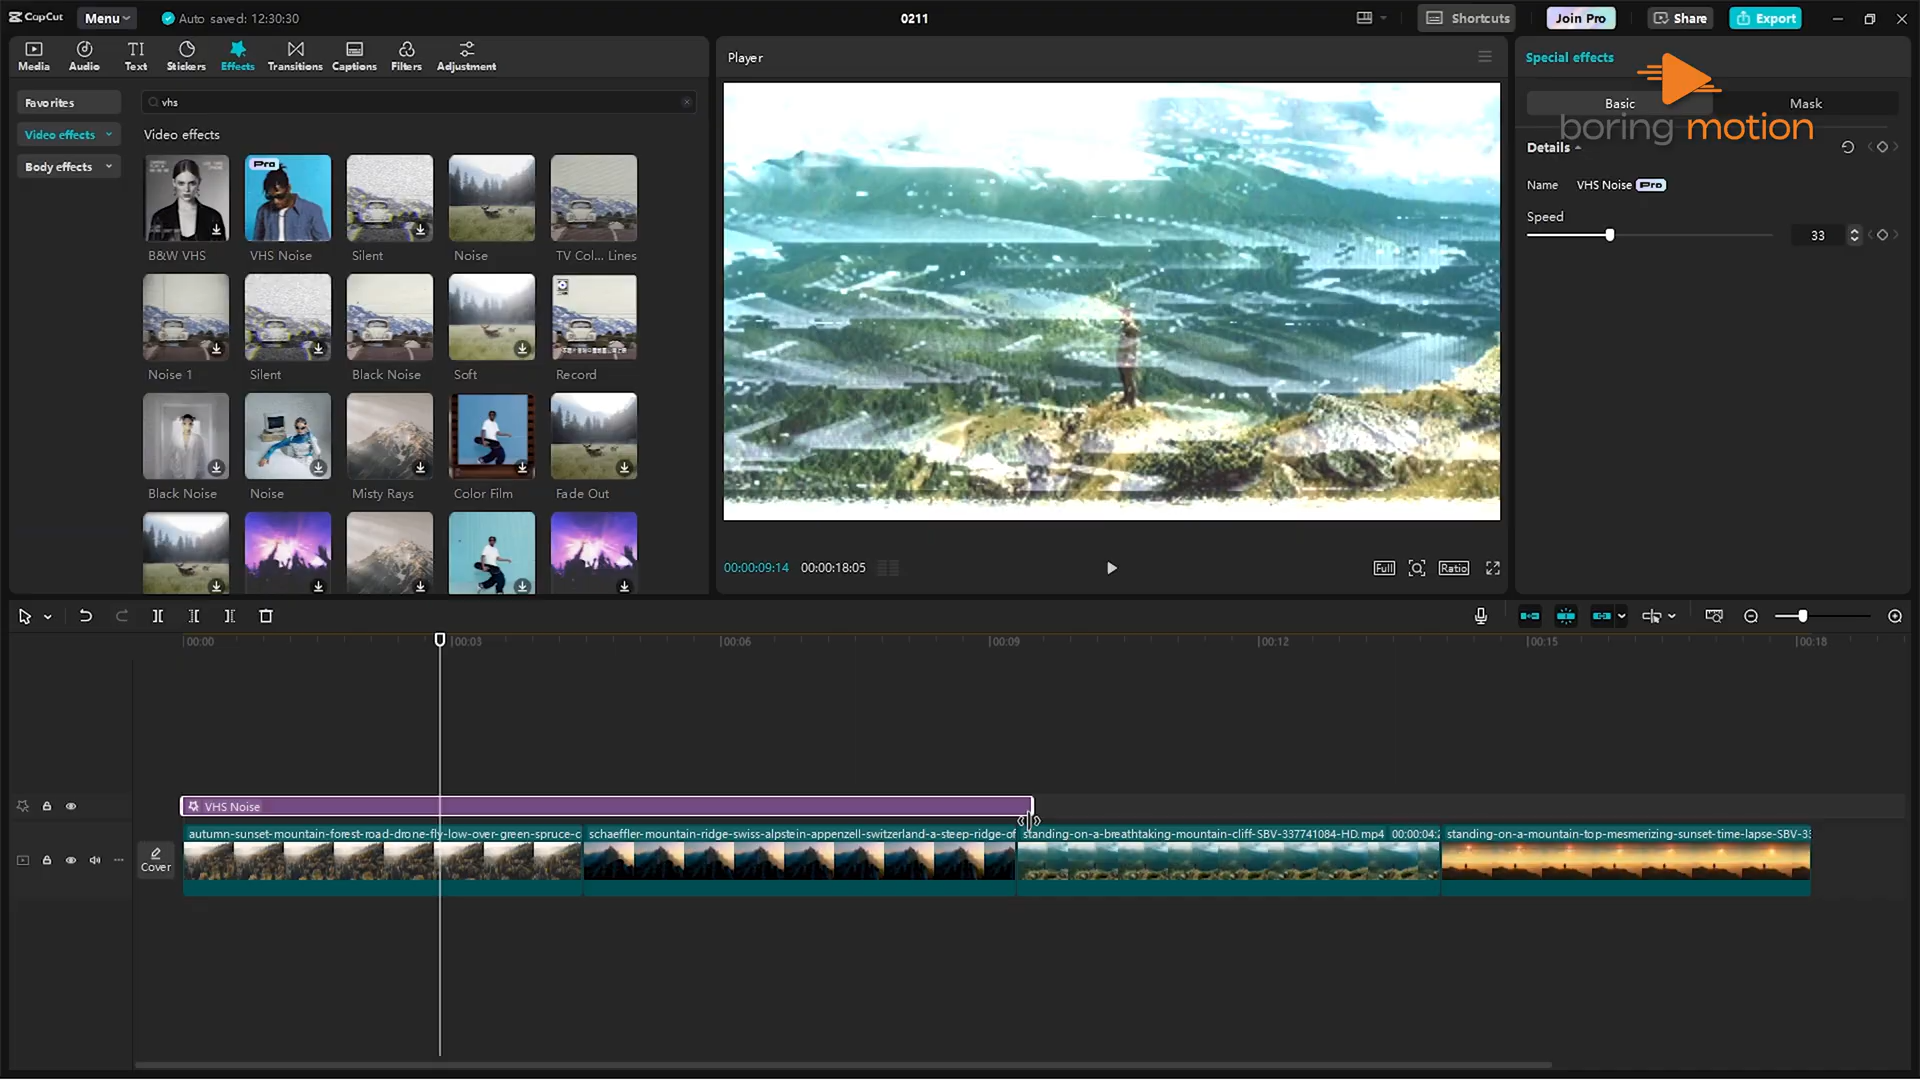 CapCut
Menu
Auto saved: 12:30:30
0211
Shortcuts
Join Pro
Share
Export
Media
Audio
Text
Stickers
Effects
Transitions
Captions
Filters
Adjustment
Favorites
Video effects
Body effects
vhs
Video effects
Pro
B&W VHS
VHS Noise
Silent
Noise
TV Col... Lines
Noise 1
Silent
Black Noise
Soft
Record
Black Noise
Noise
Misty Rays
Color Film
Fade Out
Player
00:00:09:14
00:00:18:05
Full
Ratio
Special effects
Basic
Mask
boring motion
Details
Name
VHS Noise Pro
Speed
33
00:00
00:03
00:06
00:09
00:12
00:15
00:18
VHS Noise
Cover
autumn-sunset-mountain-forest-road-drone-fly-low-over-green-spruce-c
schaeffler-mountain-ridge-swiss-alpstein-appenzell-switzerland-a-steep-ridge-of
standing-on-a-breathtaking-mountain-cliff-SBV-337741084-HD.mp4 00:00:04:2
standing-on-a-mountain-top-mesmerizing-sunset-time-lapse-SBV-33